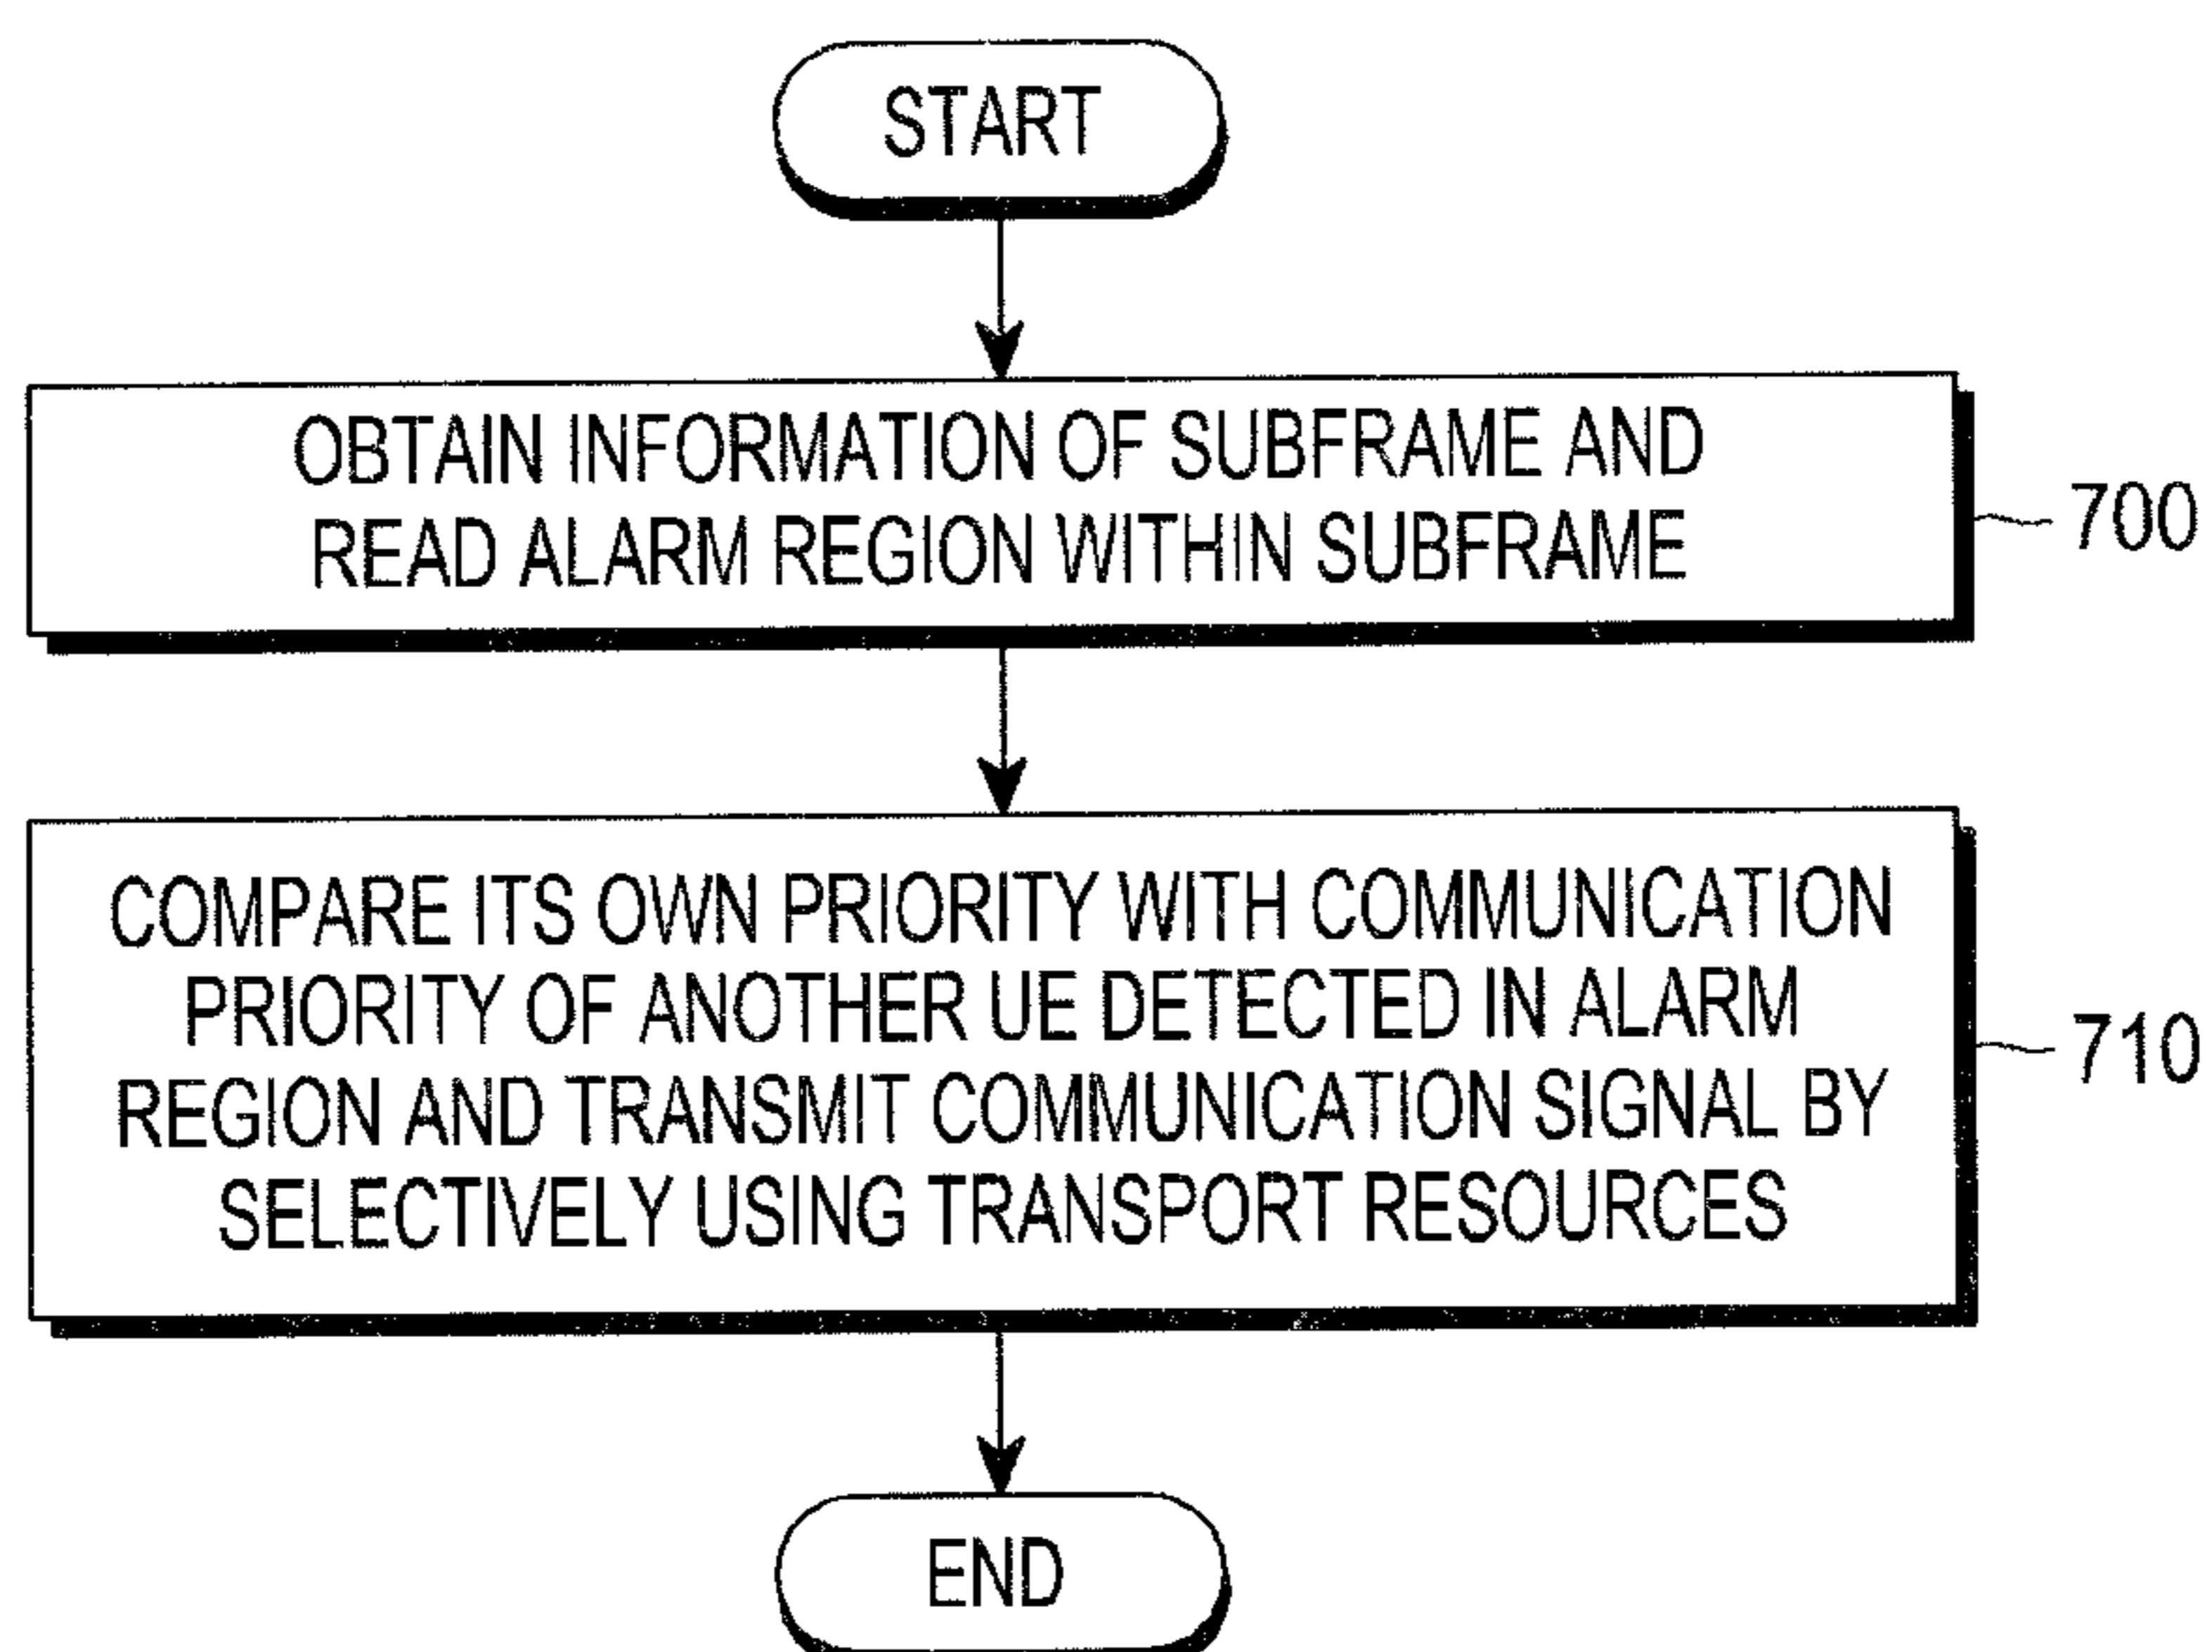 START
OBTAIN INFORMATION OF SUBFRAME AND
READ ALARM REGION WITHIN SUBFRAME
700
COMPARE ITS OWN PRIORITY WITH COMMUNICATION
PRIORITY OF ANOTHER UE DETECTED IN ALARM
REGION AND TRANSMIT COMMUNICATION SIGNAL BY
SELECTIVELY USING TRANSPORT RESOURCES
710
END